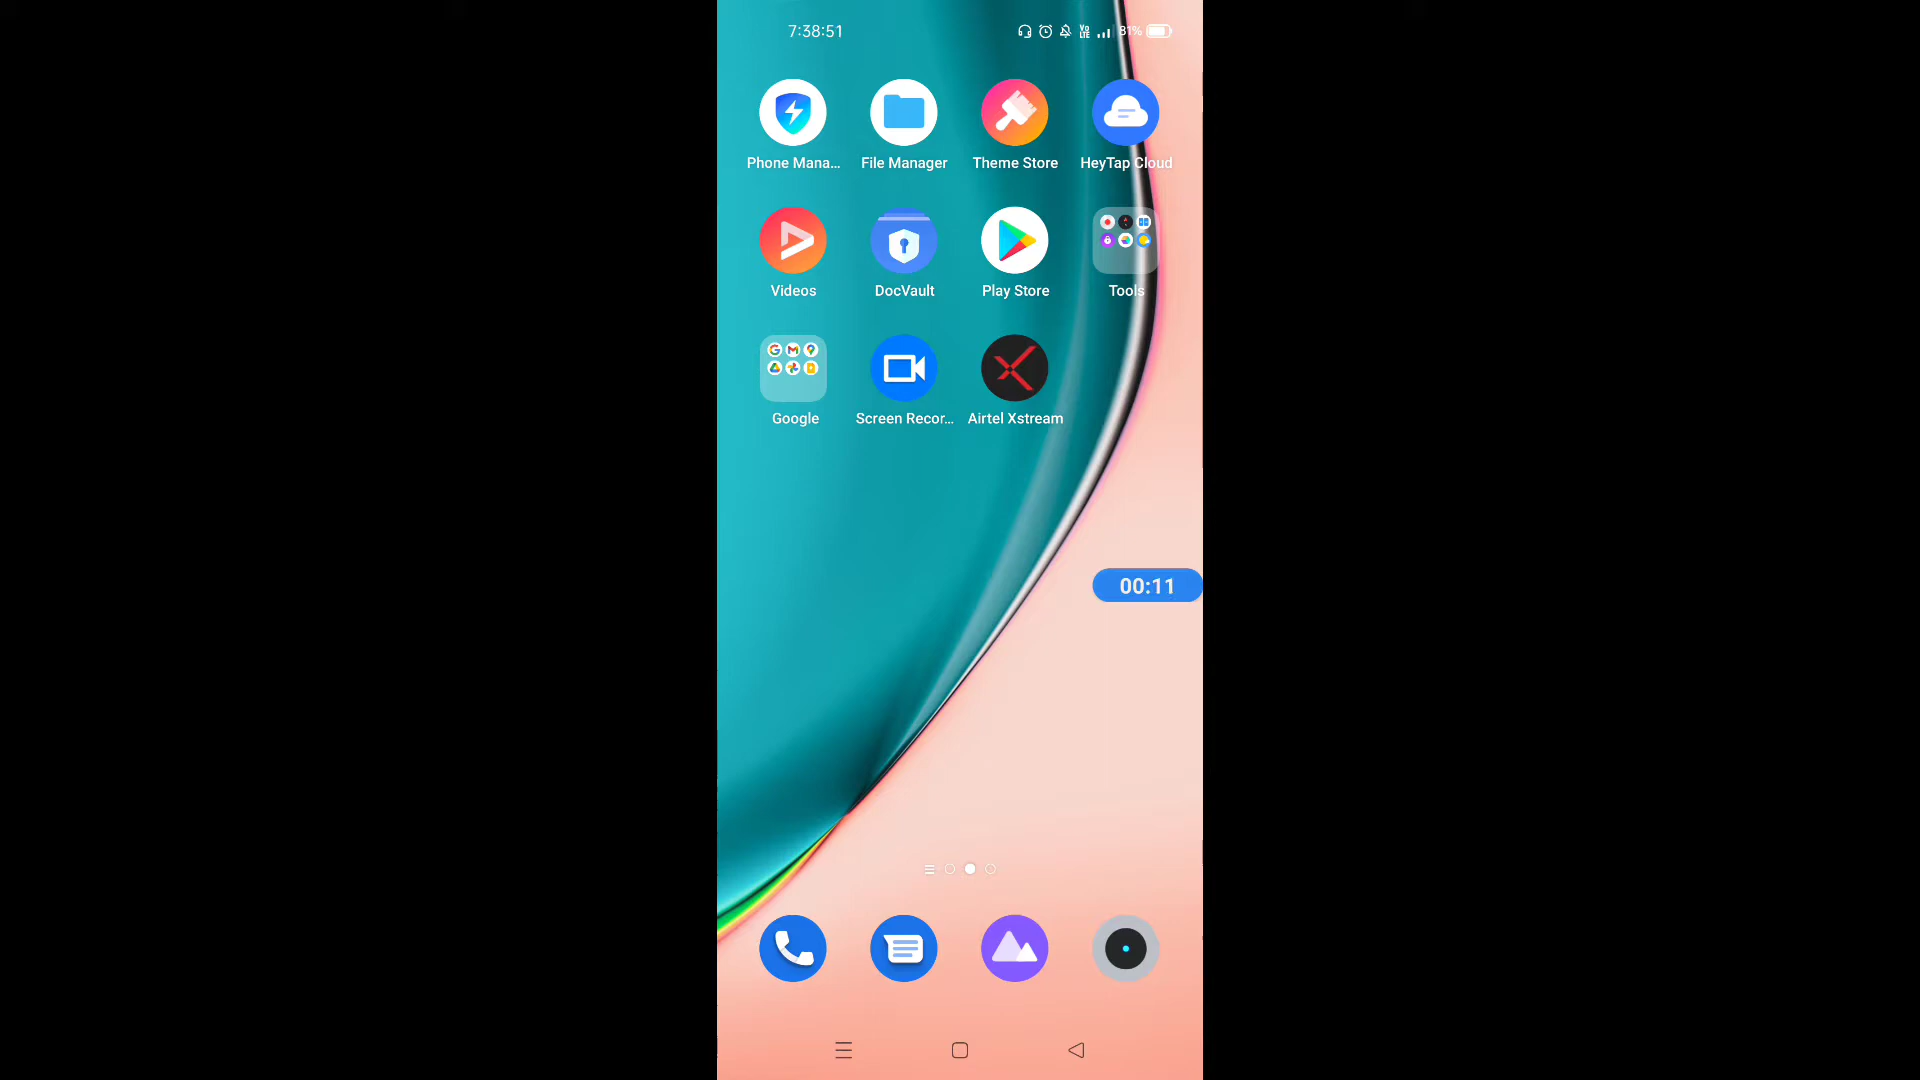 7:38:51
81%
Phone Mana...
File Manager
Theme Store
HeyTap Cloud
Videos
DocVault
Play Store
Tools
Google
Screen Recor...
Airtel Xstream
00:11